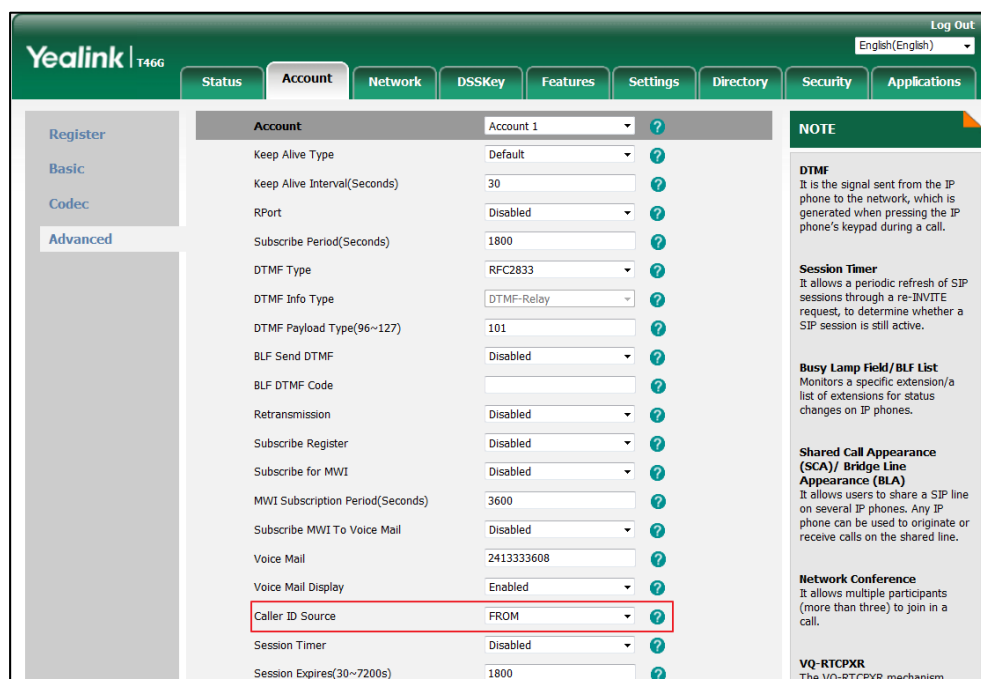 Log Out
Yealink | T46G
English(English)
Status Account Network DSSKey Features Settings Directory Security Applications
Register
Basic
Codec
Advanced
Account Account 1
Keep Alive Type Default
Keep Alive Interval(Seconds) 30
RPort Disabled
Subscribe Period(Seconds) 1800
DTMF Type RFC2833
DTMF Info Type DTMF-Relay
DTMF Payload Type(96~127) 101
BLF Send DTMF Disabled
BLF DTMF Code
Retransmission Disabled
Subscribe Register Disabled
Subscribe for MWI Disabled
MWI Subscription Period(Seconds) 3600
Subscribe MWI To Voice Mail Disabled
Voice Mail 2413333608
Voice Mail Display Enabled
Caller ID Source FROM
Session Timer Disabled
Session Expires(30~7200s) 1800
NOTE
DTMF
It is the signal sent from the IP
phone to the network, which is
generated when pressing the IP
phone's keypad during a call.
Session Timer
It allows a periodic refresh of SIP
sessions through a re-INVITE
request, to determine whether a
SIP session is still active.
Busy Lamp Field/BLF List
Monitors a specific extension/a
list of extensions for status
changes on IP phones.
Shared Call Appearance
(SCA)/ Bridge Line
Appearance (BLA)
It allows users to share a SIP line
on several IP phones. Any IP
phone can be used to originate or
receive calls on the shared line.
Network Conference
It allows multiple participants
(more than three) to join in a
call.
VQ-RTCPXR
The VQ-RTCPXR mechanism